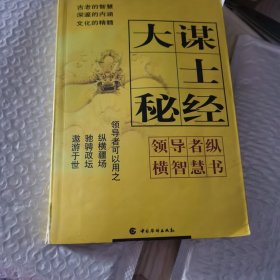 古老的智慧
深邃的内涵
文化的精髓
大谋
士
秘经
领导者纵
横智慧书
领导者可以用之
纵横疆场
驰骋政坛
遨游于世